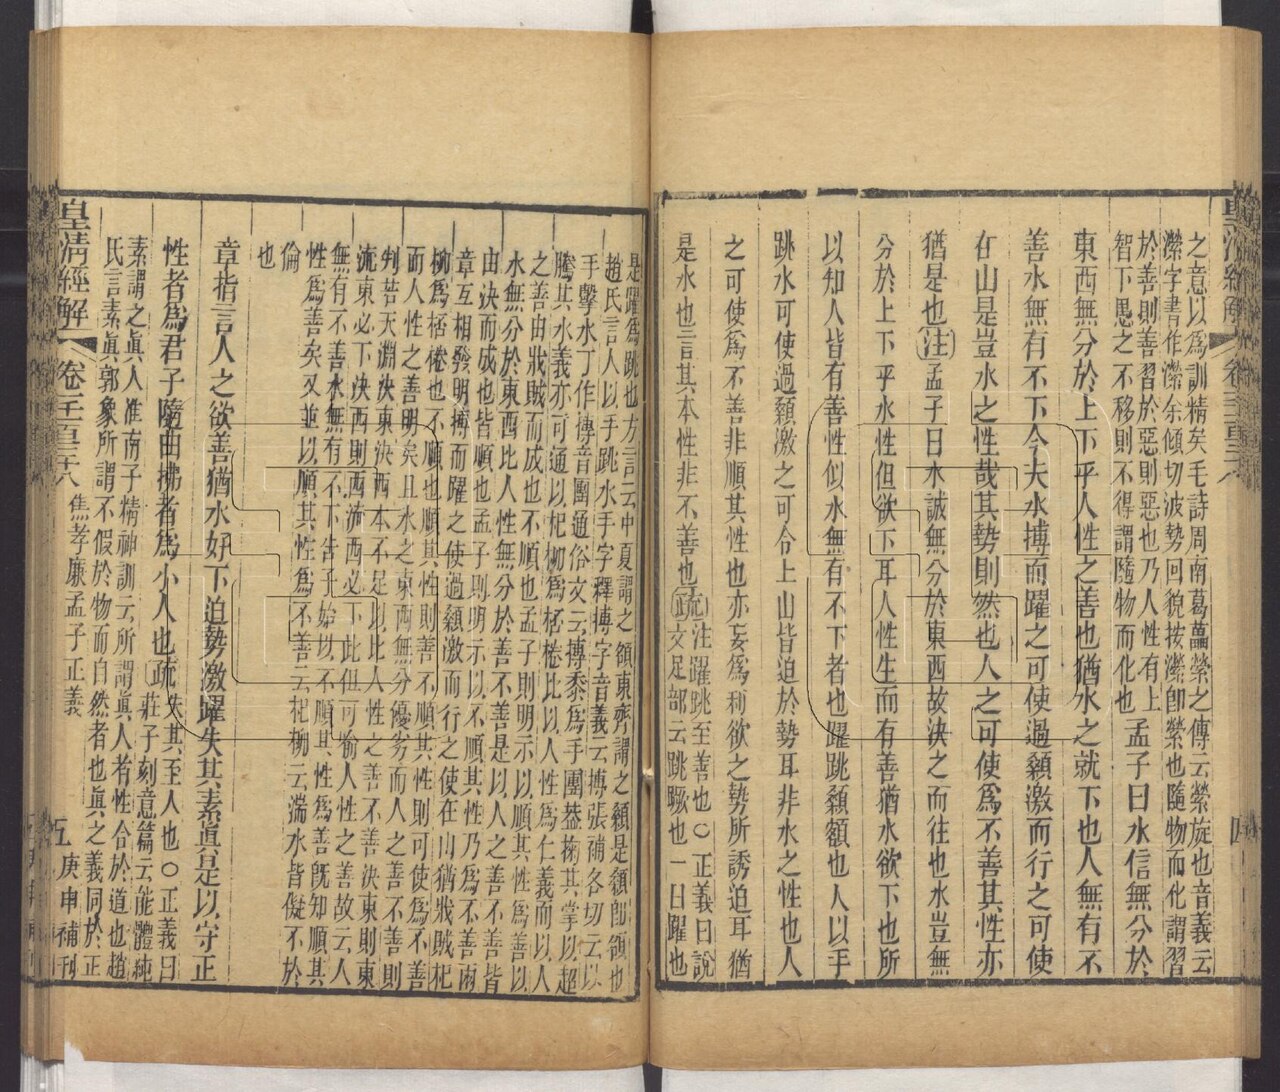 之意以爲訓精矣毛詩周南葛藟縈之傳云縈旋也音義云
瀠字書作濴余傾切波勢回貌按瀠卽縈也隨物而化謂習
於善則善習於惡則惡也乃人性有上
智下愚之不移則不得謂隨物而化也
孟子曰水信無分於
東西無分於上下乎人性之善也猶水之就下也人無有不
善水無有不下今夫水搏而躍之可使過顙激而行之可使
在山是豈水之性哉其勢則然也人之可使爲不善其性亦
猶是也注孟子曰水誠無分於東西故決之而往也水豈無
分於上下乎水性但欲下耳人性生而有善猶水欲下也所
以知人皆有善性似水無有不下者也躍跳顙額也人以手
跳水可使過顙激之可令上山皆迫於勢耳非水之性也人
之可使爲不善非順其性也亦妄爲利欲之勢所誘迫耳猶
是水也言其本性非不善也疏
注躍跳至善也○正義曰說
文足部云跳蹶也一曰躍也
是躍爲跳也方言云中夏謂之額東齊謂之顙是顙卽額也
趙氏言人以手跳水手字釋搏字音義云搏張補各切云以
手擊水丁作摶音團通俗文云摶黍爲手團葢掬其掌以超
騰其水義亦可通以杞柳爲桮棬比以人性爲仁義而以人
之善由戕賊而成也不順也孟子則明示以順其性爲善以
水無分於東西比人性無分於善不善是以人之善不善皆
由決而成也皆順也孟子則明示以不順其性乃爲不善兩
章互相發明搏而躍之使過顙激而行之使在山猶戕賊杞
柳爲桮棬也不順也順其性則善不順其性則可使爲不善
而人性之善明矣且水之東西無分優劣而人之善不善則
判若天淵決東決西本不足以比人性之善不善決東則東
流東必下決西則西流西必下此但可喻人性之善故云人
無有不善水無有不下告子始以不順其性爲善旣知順其
性爲善矣又並以順其性爲不善云杞柳云湍水皆儗不於
倫
也
章指言人之欲善猶水好下迫勢激躍失其素眞是以守正
性者爲君子隨曲拂者爲小人也疏
失其至人也○正義曰
莊子刻意篇云能體純
素謂之眞人淮南子精神訓云所謂眞人者性合於道也趙
氏言素眞郭象所謂不假於物而自然者也眞之義同於正
皇清經解
焦孝廉孟子正義
五
庚申補刊